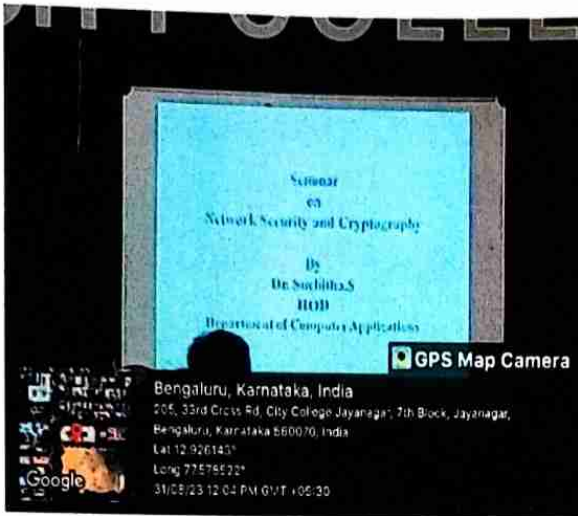 Seminar
on
Network Security and Cryptography
By
Dr. Suchitha.S
HOD
Department of Computer Applications
GPS Map Camera
Bengaluru, Karnataka, India
33rd Cross Rd, City College Jayanagar, 7th Block, Jayanagar,
Bengaluru, Karnataka 560070, India
Lat 12.926143°
Long 77.578522°
31/08/23 12:04 PM GMT +05:30
Google